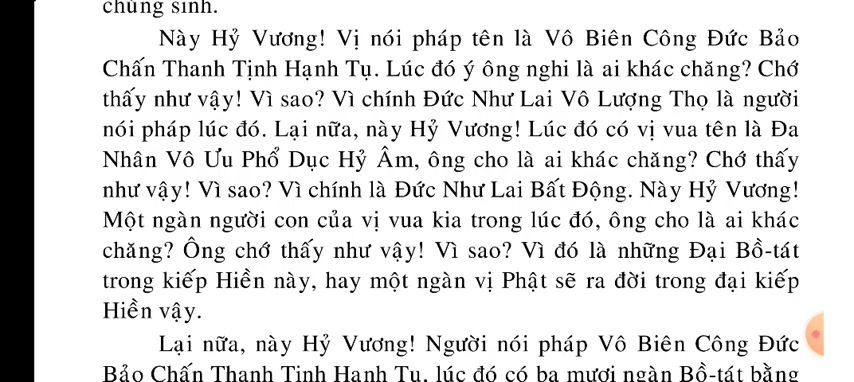 chúng sinh.
Này Hỷ Vương! Vị nói pháp tên là Vô Biên Công Đức Bảo
Chấn Thanh Tịnh Hạnh Tụ. Lúc đó ý ông nghi là ai khác chăng? Chớ
thấy như vậy! Vì sao? Vì chính Đức Như Lai Vô Lượng Thọ là người
nói pháp lúc đó. Lại nữa, này Hỷ Vương! Lúc đó có vị vua tên là Đa
Nhân Vô Ưu Phổ Dục Hỷ Âm, ông cho là ai khác chăng? Chớ thấy
như vậy! Vì sao? Vì chính là Đức Như Lai Bất Động. Này Hỷ Vương!
Một ngàn người con của vị vua kia trong lúc đó, ông cho là ai khác
chăng? Ông chớ thấy như vậy! Vì sao? Vì đó là những Đại Bồ-tát
trong kiếp Hiền này, hay một ngàn vị Phật sẽ ra đời trong đại kiếp
Hiền vậy.
Lại nữa, này Hỷ Vương! Người nói pháp Vô Biên Công Đức
Bảo Chấn Thanh Tịnh Hạnh Tụ, lúc đó có ba mươi ngàn Bồ-tát bằng